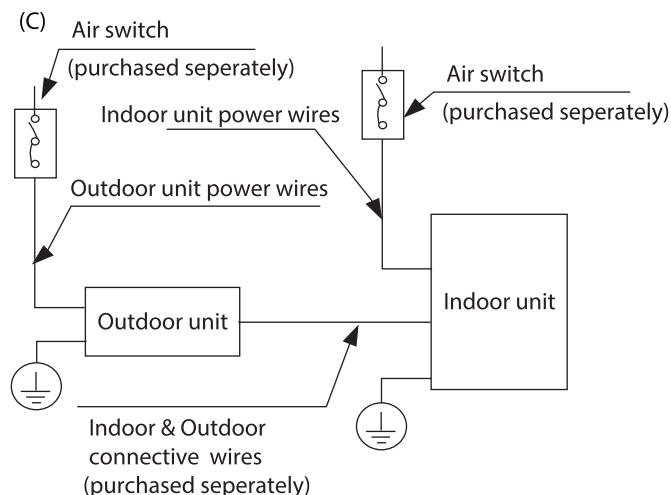 (C)
Air switch
(purchased seperately)
Air switch
(purchased seperately)
Indoor unit power wires
Outdoor unit power wires
Outdoor unit
Indoor unit
Indoor & Outdoor
connective wires
(purchased seperately)